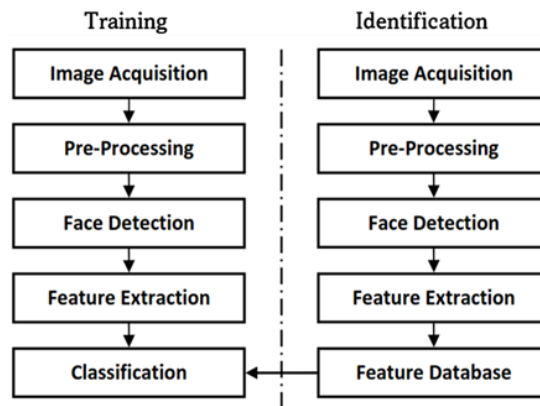 Training
Identification
Image Acquisition
Image Acquisition
Pre-Processing
Pre-Processing
Face Detection
Face Detection
Feature Extraction
Feature Extraction
Classification
Feature Database